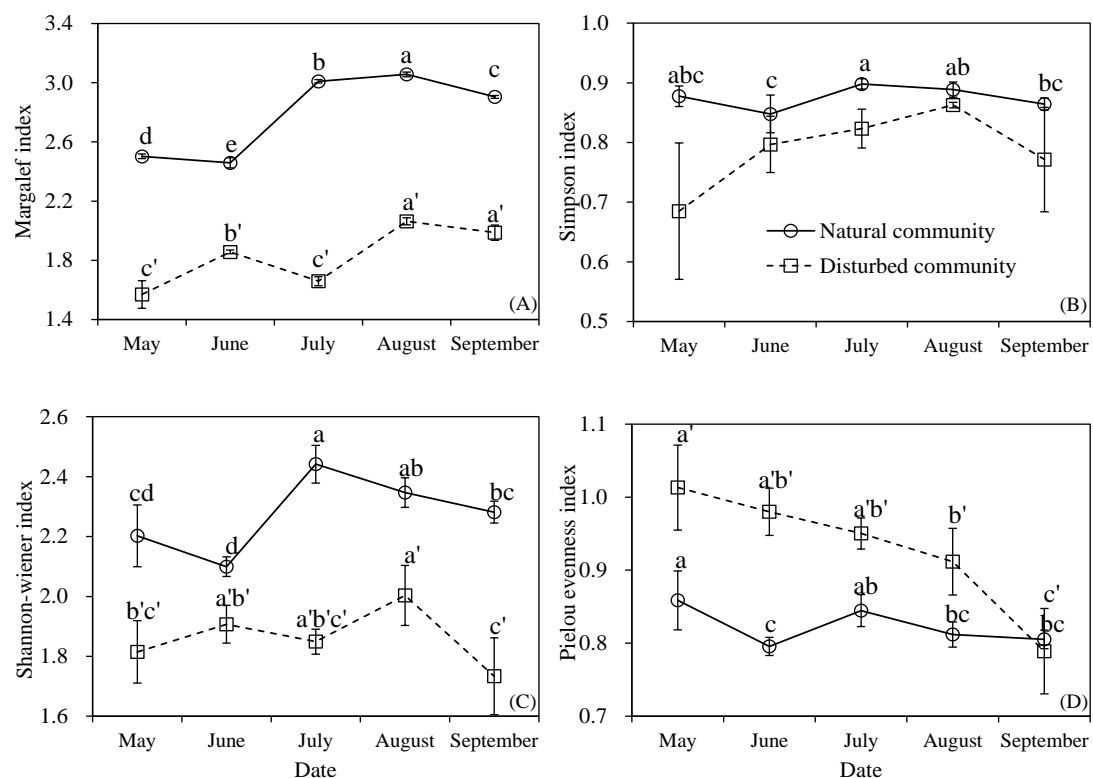 3.4
3.0
2.6
2.2
1.8
1.4
Margalef index
d
e
b
a
c
c'
b'
c'
a'
a'
(A)
May June July August September
1.0
0.9
0.8
0.7
0.6
0.5
Simpson index
abc
c
a
ab
bc
Natural community
Disturbed community
(B)
May June July August September
2.6
2.4
2.2
2.0
1.8
1.6
Shannon-wiener index
cd
d
a
ab
bc
b'c'
a'b'
a'b'c'
a'
c'
(C)
May June July August September
Date
1.1
1.0
0.9
0.8
0.7
Pielou evenness index
a'
a'b'
a'b'
b'
c'
a
c
ab
bc
bc
(D)
May June July August September
Date